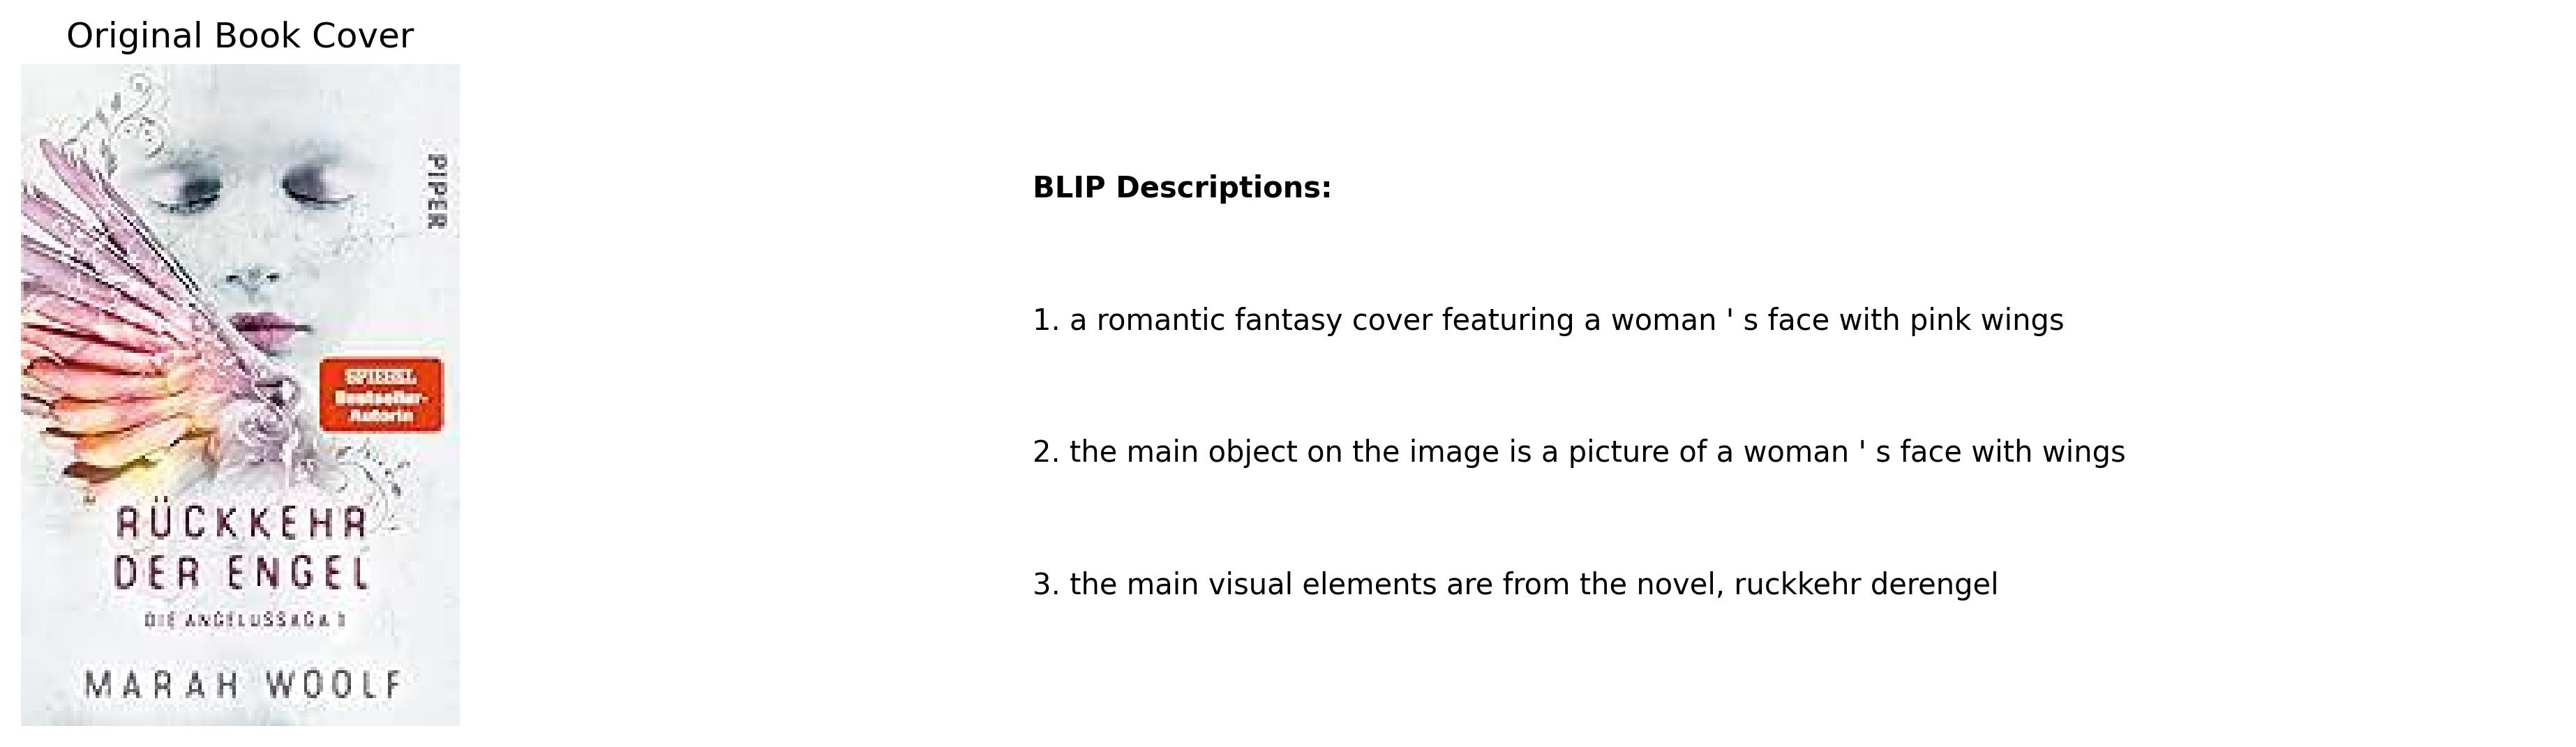 Original Book Cover
PIPER
SPIEGEL
Bestseller-
Autorin
RÜCKKEHR
DER ENGEL
DIE ANGELUSSAGA 1
MARAH WOOLF
BLIP Descriptions:
1. a romantic fantasy cover featuring a woman ' s face with pink wings
2. the main object on the image is a picture of a woman ' s face with wings
3. the main visual elements are from the novel, ruckkehr derengel